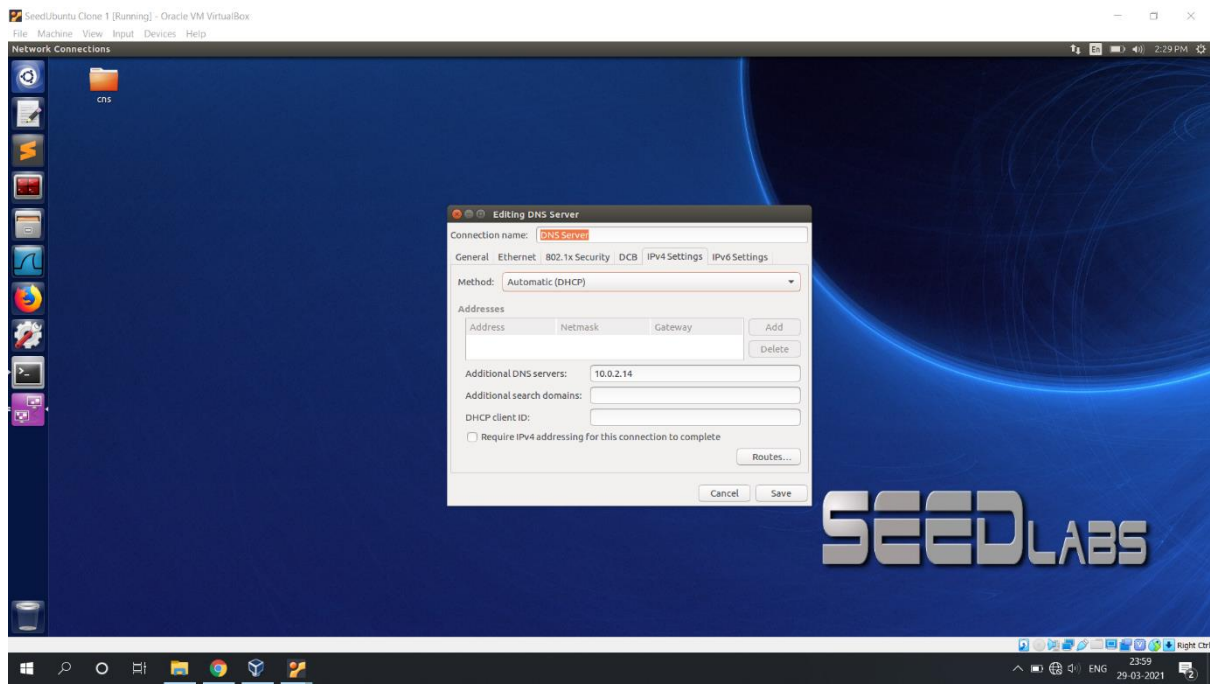 SeedUbuntu Clone 1 [Running] - Oracle VM VirtualBox
File Machine View Input Devices Help
Network Connections
En
2:29 PM
cns
Editing DNS Server
Connection name: DNS Server
General Ethernet 802.1x Security DCB IPv4 Settings IPv6 Settings
Method: Automatic (DHCP)
Addresses
Address Netmask Gateway Add
Delete
Additional DNS servers: 10.0.2.14
Additional search domains:
DHCP client ID:
Require IPv4 addressing for this connection to complete
Routes...
Cancel Save
SEEDLABS
Right Ctrl
ENG
23:59
29-03-2021
2